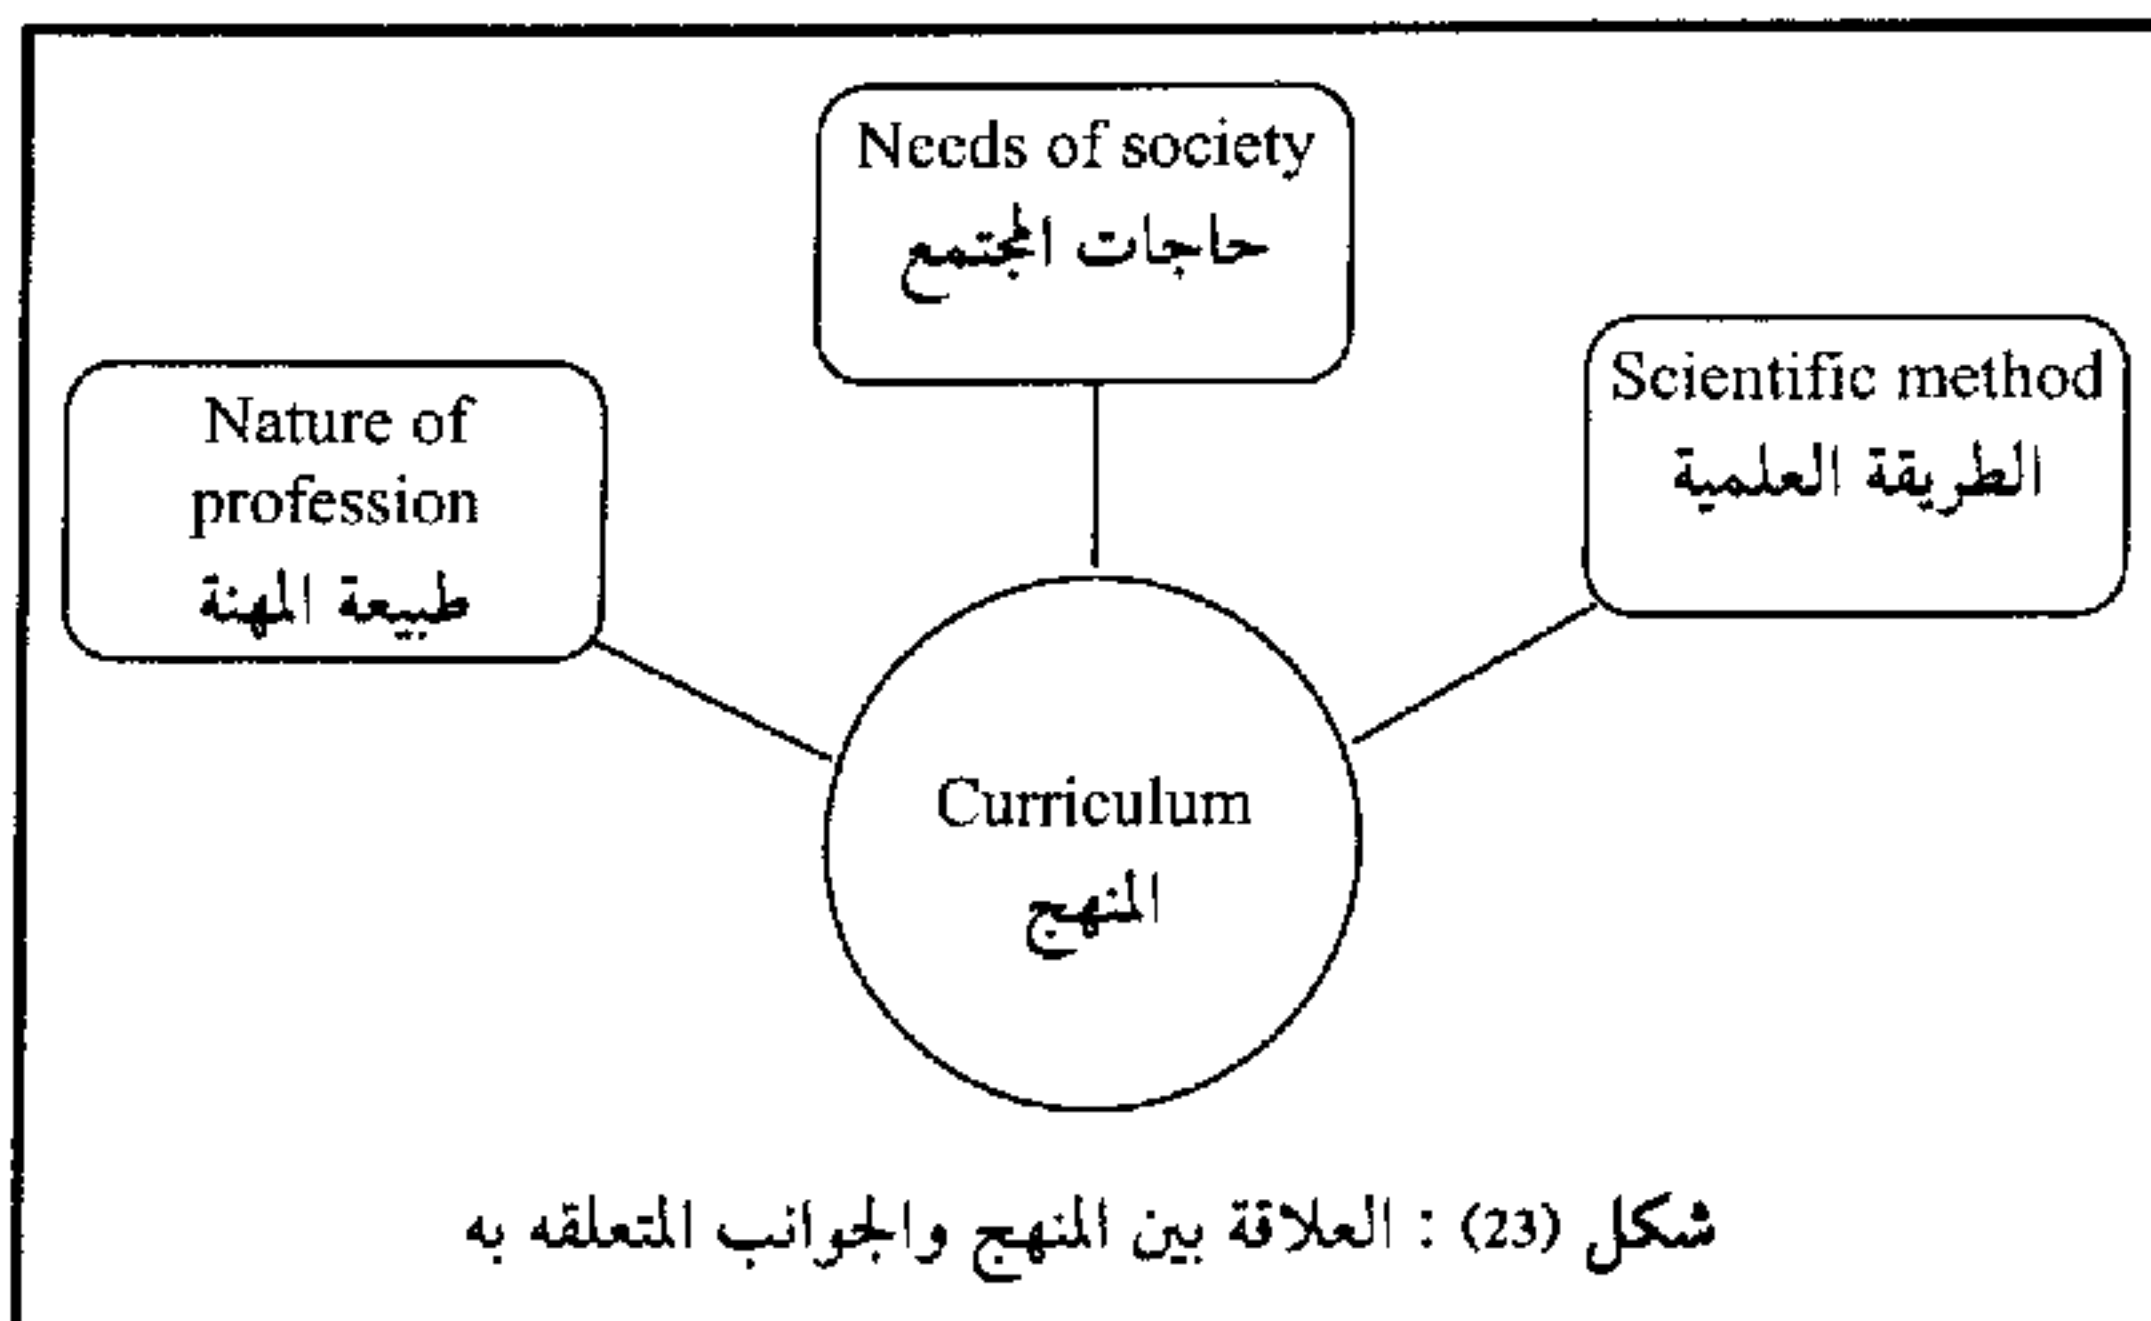 Needs of society
حاجات المجتمع
Scientific method
الطريقة العلمية
Nature of
profession
طبيعة المهنة
Curriculum
المنهج
شكل (23) : العلاقة بين المنهج والجوانب المتعلقه به